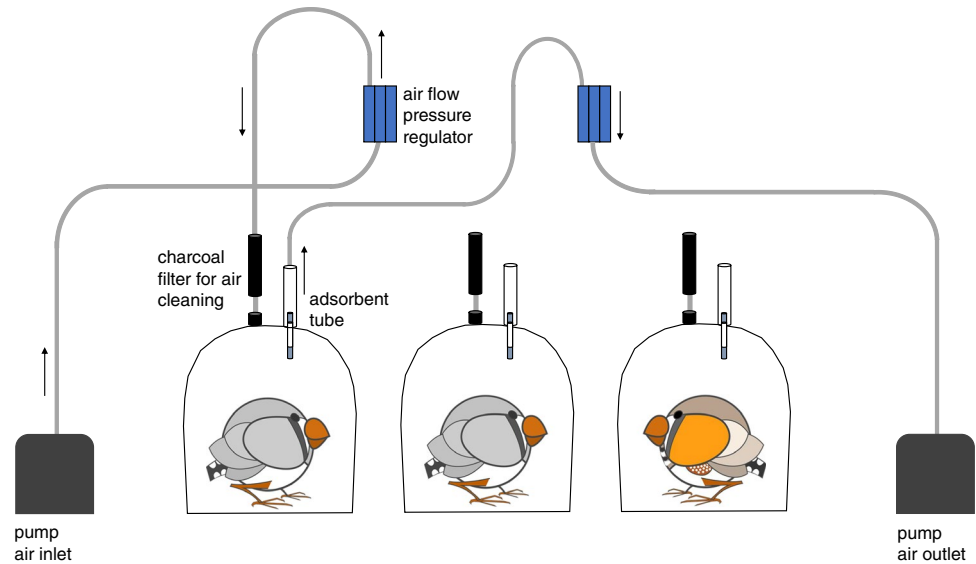 air flow
pressure
regulator
charcoal
filter for air
cleaning
adsorbent
tube
pump
air inlet
pump
air outlet